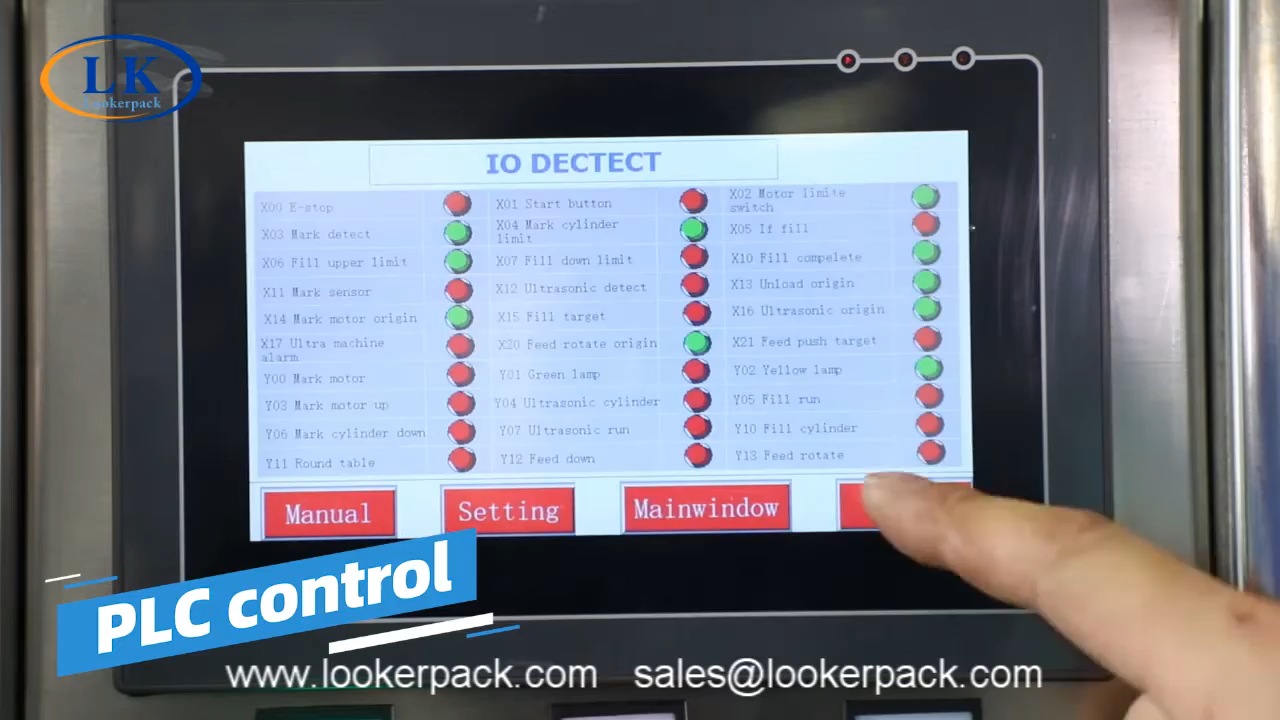 LK
lookerpack
IO DECTECT
X00 E-stop
X01 Start button
X02 Motor limite
switch
X03 Mark detect
X04 Mark cylinder
limit
X05 If fill
X06 Fill upper limit
X07 Fill down limit
X10 Fill compelete
X11 Mark sensor
X12 Ultrasonic detect
X13 Unload origin
X14 Mark motor origin
X15 Fill target
X16 Ultrasonic origin
X17 Ultra machine
alarm
X20 Feed rotate origin
X21 Feed push target
Y00 Mark motor
Y01 Green lamp
Y02 Yellow lamp
Y03 Mark motor up
Y04 Ultrasonic cylinder
Y05 Fill run
Y06 Mark cylinder down
Y07 Ultrasonic run
Y10 Fill cylinder
Y11 Round table
Y12 Feed down
Y13 Feed rotate
Manual
Setting
Mainwindow
PLC control
www.lookerpack.com
sales@lookerpack.com